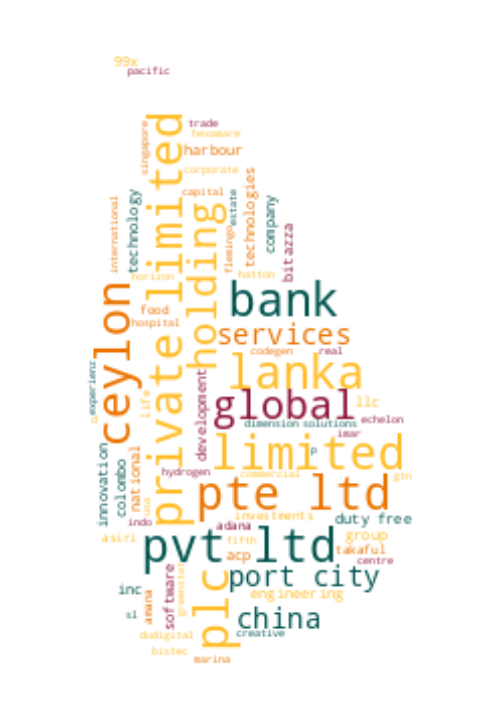 99x
pacific
trade
hexaware
singapore
private limited
harbour
corporate
technologies
capital
estate
technology
international
holding
company
bitazza
flamingo
horizon
hatton
ceylon
bank
food
hospital
services
codegen
real
experienz
lanka
development
life
global
llc
echelon
dimension
solutions
imar
limited
p
innovation
colombo
national
hydrogen
commercial
gtn
pte ltd
indo
adana
investments
duty free
asiri
pvt ltd
fifth
group
acp
takaful
centre
port city
inc
amana
software
plc
engineering
sl
china
dudigital
creative
bistec
marina